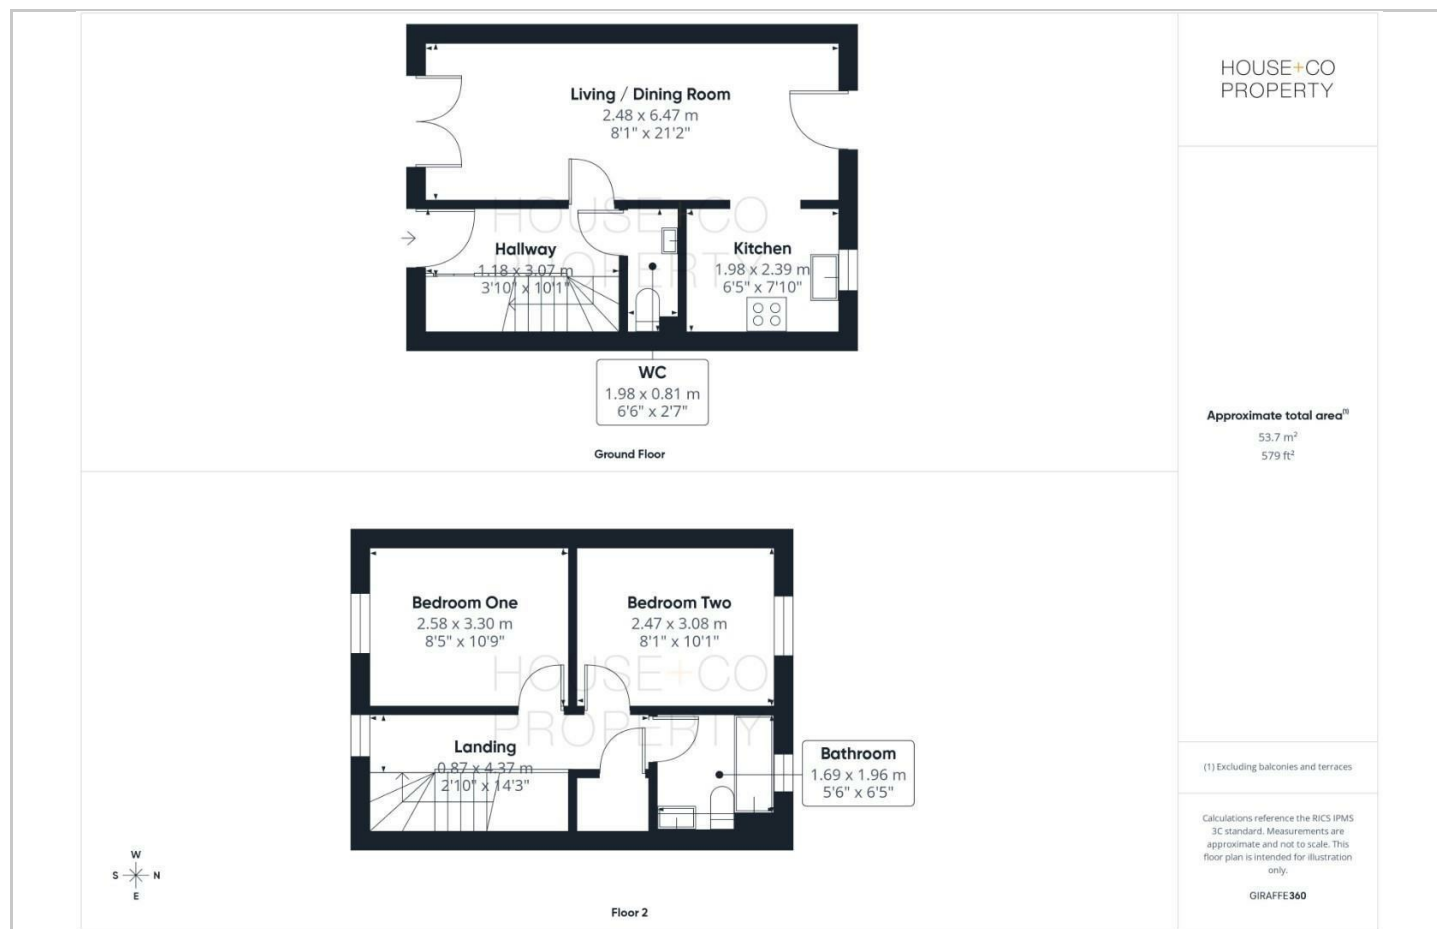 Living / Dining Room
2.48 x 6.47 m
8'1" x 21'2"
Hallway
1.18 x 3.07 m
3'10" x 10'1"
Kitchen
1.98 x 2.39 m
6'5" x 7'10"
WC
1.98 x 0.81 m
6'6" x 2'7"
HOUSE+CO
PROPERTY
Ground Floor
Bedroom One
2.58 x 3.30 m
8'5" x 10'9"
Bedroom Two
2.47 x 3.08 m
8'1" x 10'1"
Landing
0.87 x 4.37 m
2'10" x 14'3"
Bathroom
1.69 x 1.96 m
5'6" x 6'5"
HOUSE+CO
PROPERTY
W
S N
E
Floor 2
HOUSE+CO
PROPERTY
Approximate total area(1)
53.7 m²
579 ft²
(1) Excluding balconies and terraces
Calculations reference the RICS IPMS
3C standard. Measurements are
approximate and not to scale. This
floor plan is intended for illustration
only.
GIRAFFE360